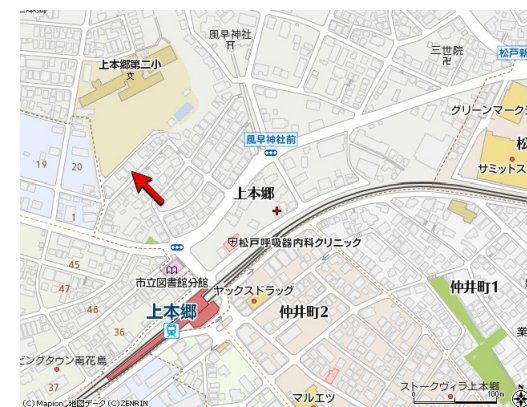 風早神社
三世院
松戸新
上本郷第二小
文
グリーンマークシ
風早神社前
松
サミットス
19
20
上本郷
1
松戸呼吸器内科クリニック
45
市立図書館分館
47
ヤックスドラッグ
仲井町1
46
36
上本郷
仲井町2
業
ピングタウン南花島
37
ストークヴィラ上本郷
マルエツ
0
100m
(C)Mapion,地図データ(C)ZENRIN